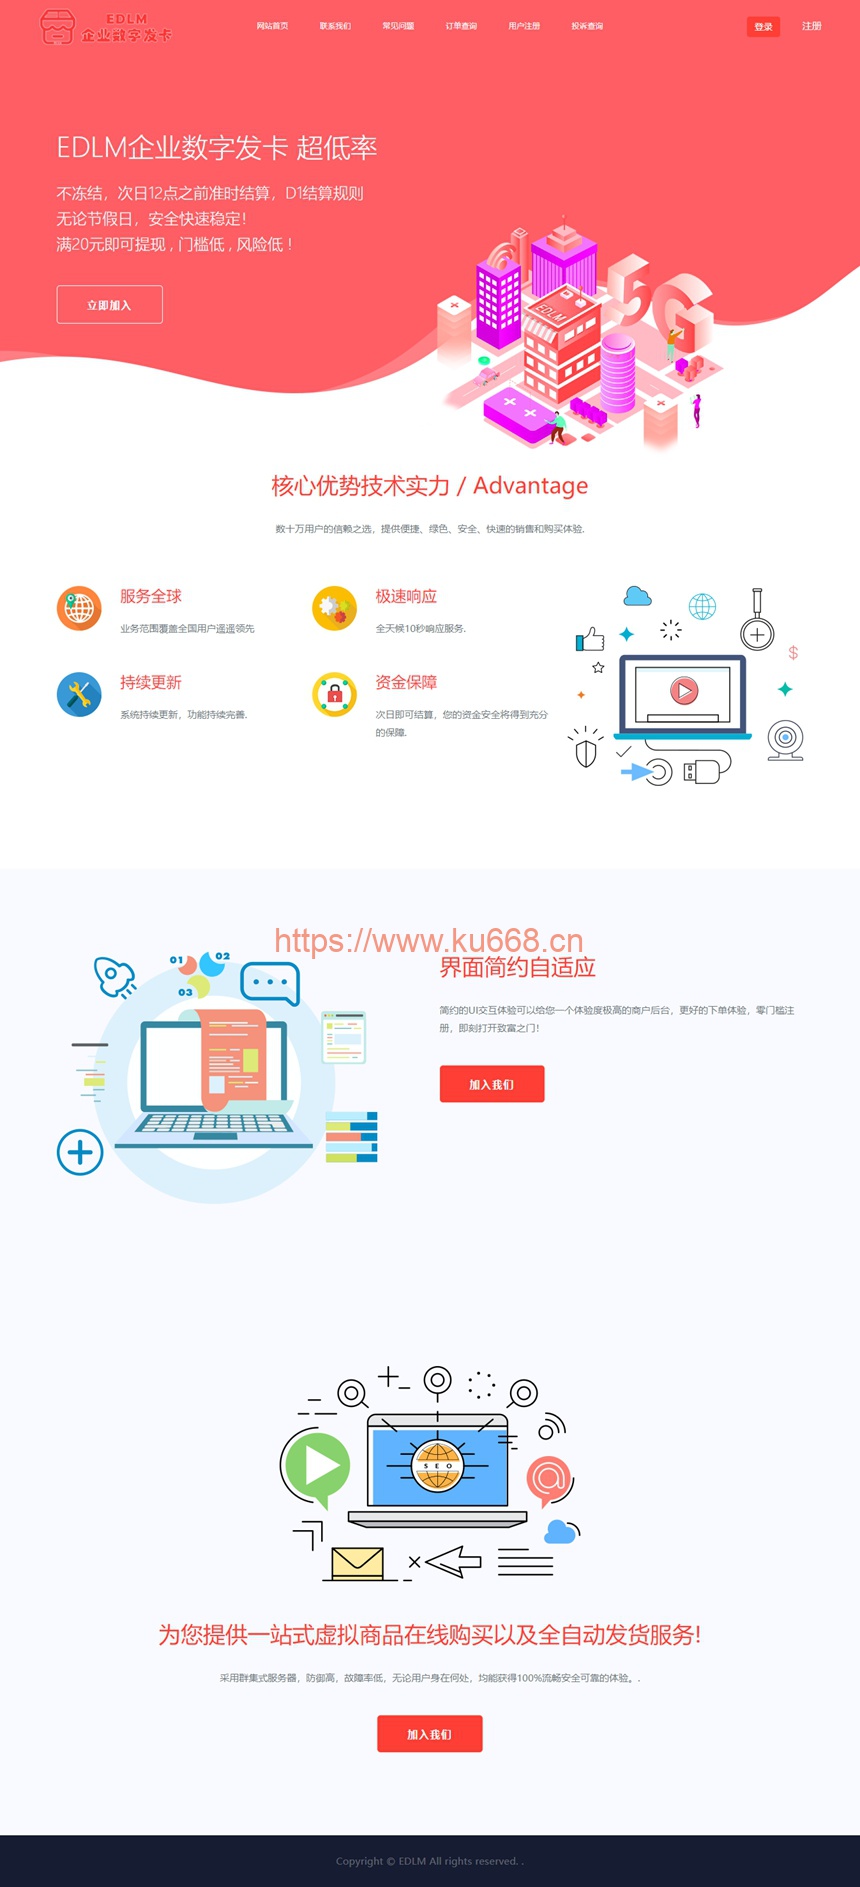 EDLM
企业数字发卡
网站首页 联系我们 常见问题 订单查询 用户注册 投诉查询
登录 注册
EDLM企业数字发卡 超低率
不冻结，次日12点之前准时结算，D1结算规则
无论节假日，安全快速稳定！
满20元即可提现 , 门槛低 , 风险低！
立即加入
5G
EDLM
核心优势技术实力 / Advantage
数十万用户的信赖之选，提供便捷、绿色、安全、快速的销售和购买体验.
服务全球
业务范围覆盖全国用户遥遥领先
极速响应
全天候10秒响应服务.
持续更新
系统持续更新，功能持续完善.
资金保障
次日即可结算，您的资金安全将得到充分
的保障.
https://www.ku668.cn
01 02
03
界面简约自适应
简约的UI交互体验可以给您一个体验度极高的商户后台，更好的下单体验，零门槛注
册，即刻打开致富之门！
加入我们
SEO
为您提供一站式虚拟商品在线购买以及全自动发货服务!
采用群集式服务器，防御高，故障率低，无论用户身在何处，均能获得100%流畅安全可靠的体验。.
加入我们
Copyright © EDLM All rights reserved. .